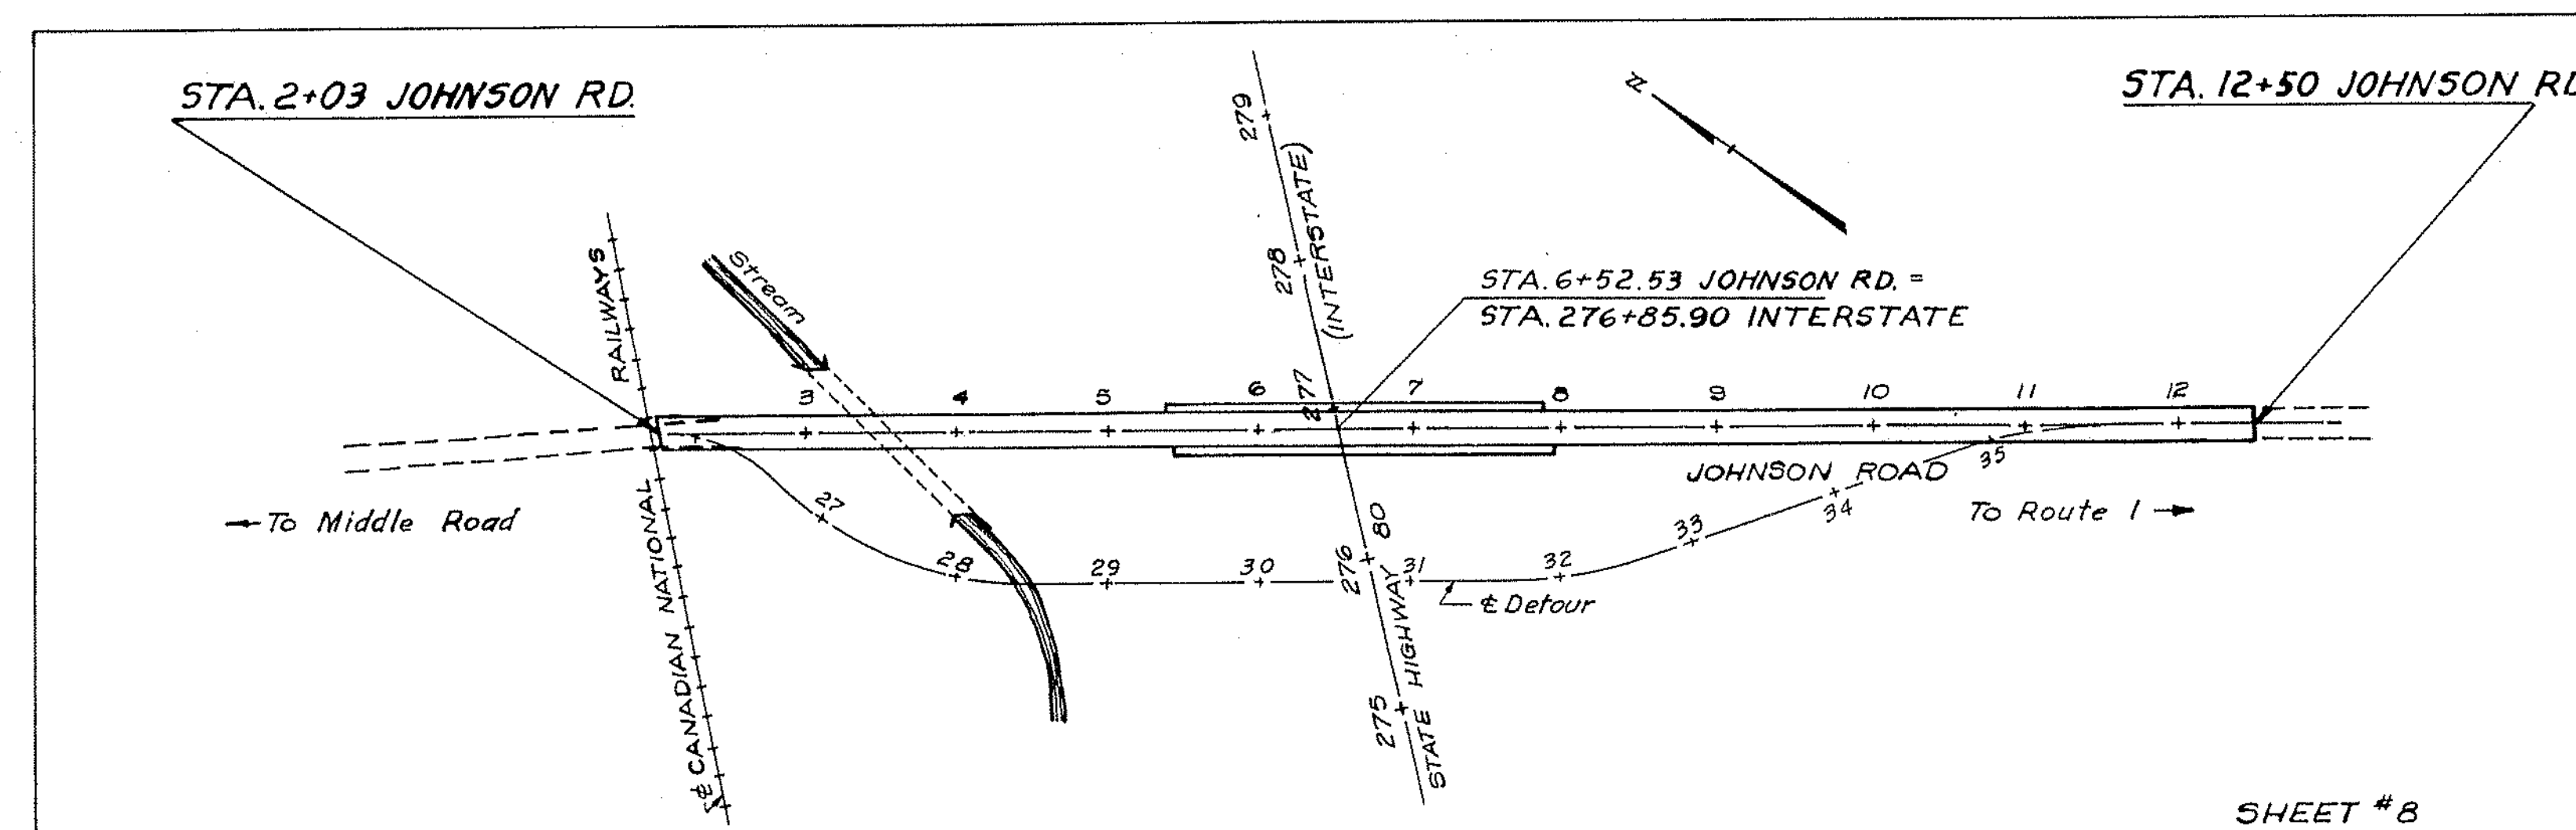 STA. 2+03 JOHNSON RD.
STA. 12+50 JOHNSON RD
N
279
278
277
276
275
(INTERSTATE)
STATE HIGHWAY 80
STA. 6+52.53 JOHNSON RD. =
STA. 276+85.90 INTERSTATE
Stream
℄ CANADIAN NATIONAL RAILWAYS
3 4 5 6 7 8 9 10 11 12
JOHNSON ROAD
← To Middle Road
To Route 1 →
27 28 29 30 31 32 33 34 35
℄ Detour
SHEET #8